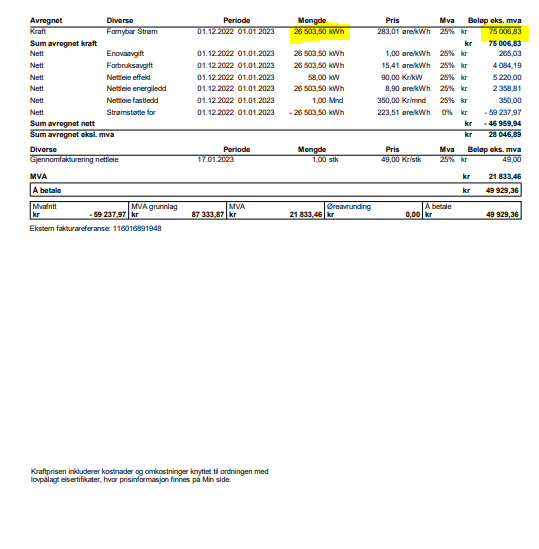 Avregnet Diverse Periode Mengde Pris Mva Beløp eks. mva
Kraft Fornybar Strøm 01.12.2022 01.01.2023 26 503,50 kWh 283,01 øre/kWh 25% kr 75 006,83
Sum avregnet kraft kr 75 006,83
Nett Enovaavgift 01.12.2022 01.01.2023 26 503,50 kWh 1,00 øre/kWh 25% kr 265,03
Nett Forbruksavgift 01.12.2022 01.01.2023 26 503,50 kWh 15,41 øre/kWh 25% kr 4 084,19
Nett Nettleie effekt 01.12.2022 01.01.2023 58,00 kW 90,00 Kr/kW 25% kr 5 220,00
Nett Nettleie energiledd 01.12.2022 01.01.2023 26 503,50 kWh 8,90 øre/kWh 25% kr 2 358,81
Nett Nettleie fastledd 01.12.2022 01.01.2023 1,00 Mnd 350,00 Kr/mnd 25% kr 350,00
Nett Strømstøtte for 01.12.2022 01.01.2023 - 26 503,50 kWh 223,51 øre/kWh 0% kr - 59 237,97
Sum avregnet nett kr - 46 959,94
Sum avregnet eksl. mva kr 28 046,89
Diverse Periode Mengde Pris Mva Beløp eks. mva
Gjennomfakturering nettleie 17.01.2023 1,00 stk 49,00 Kr/stk 25% kr 49,00
MVA kr 21 833,46
Å betale kr 49 929,36
Mvafritt MVA grunnlag MVA Øreavrunding Å betale
kr - 59 237,97 kr 87 333,87 kr 21 833,46 kr 0,00 kr 49 929,36
Ekstern fakturareferanse: 116016891948
Kraftprisen inkluderer kostnader og omkostninger knyttet til ordningen med
lovpålagt elsertifikater, hvor prisinformasjon finnes på Min side.